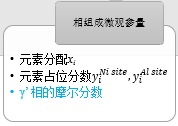 相组成微观参量
• 元素分配xᵢ
• 元素占位分数yᵢ^{Ni site}, yᵢ^{Al site}
• γ'相的摩尔分数